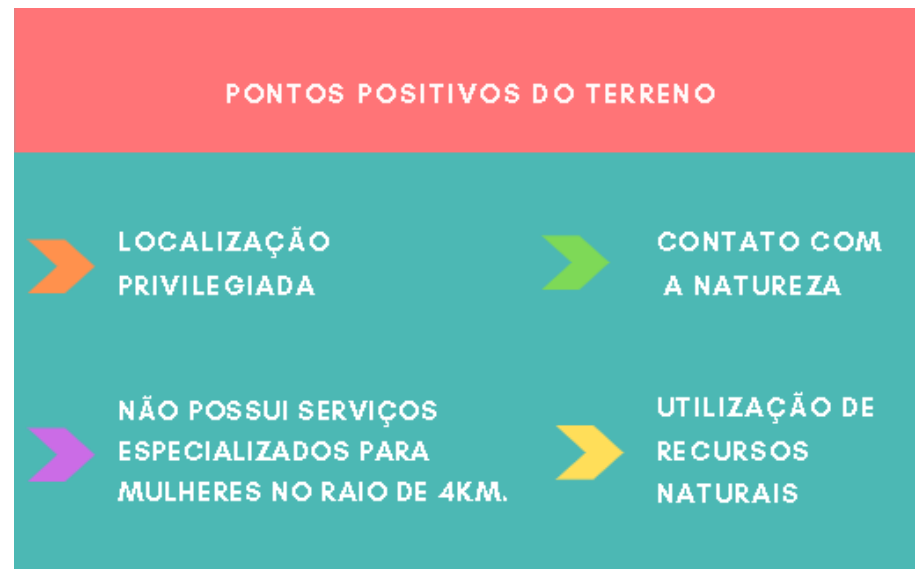 PONTOS POSITIVOS DO TERRENO
LOCALIZAÇÃO
PRIVILEGIADA
CONTATO COM
A NATUREZA
NÃO POSSUI SERVIÇOS
ESPECIALIZADOS PARA
MULHERES NO RAIO DE 4KM.
UTILIZAÇÃO DE
RECURSOS
NATURAIS